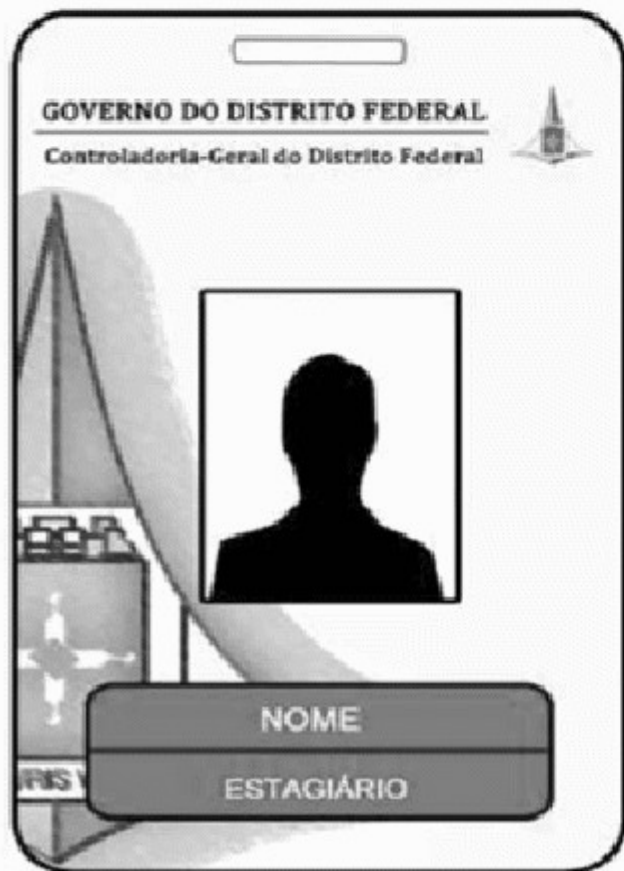 GOVERNO DO DISTRITO FEDERAL
Controladoria-Geral do Distrito Federal
NOME
ESTAGIÁRIO